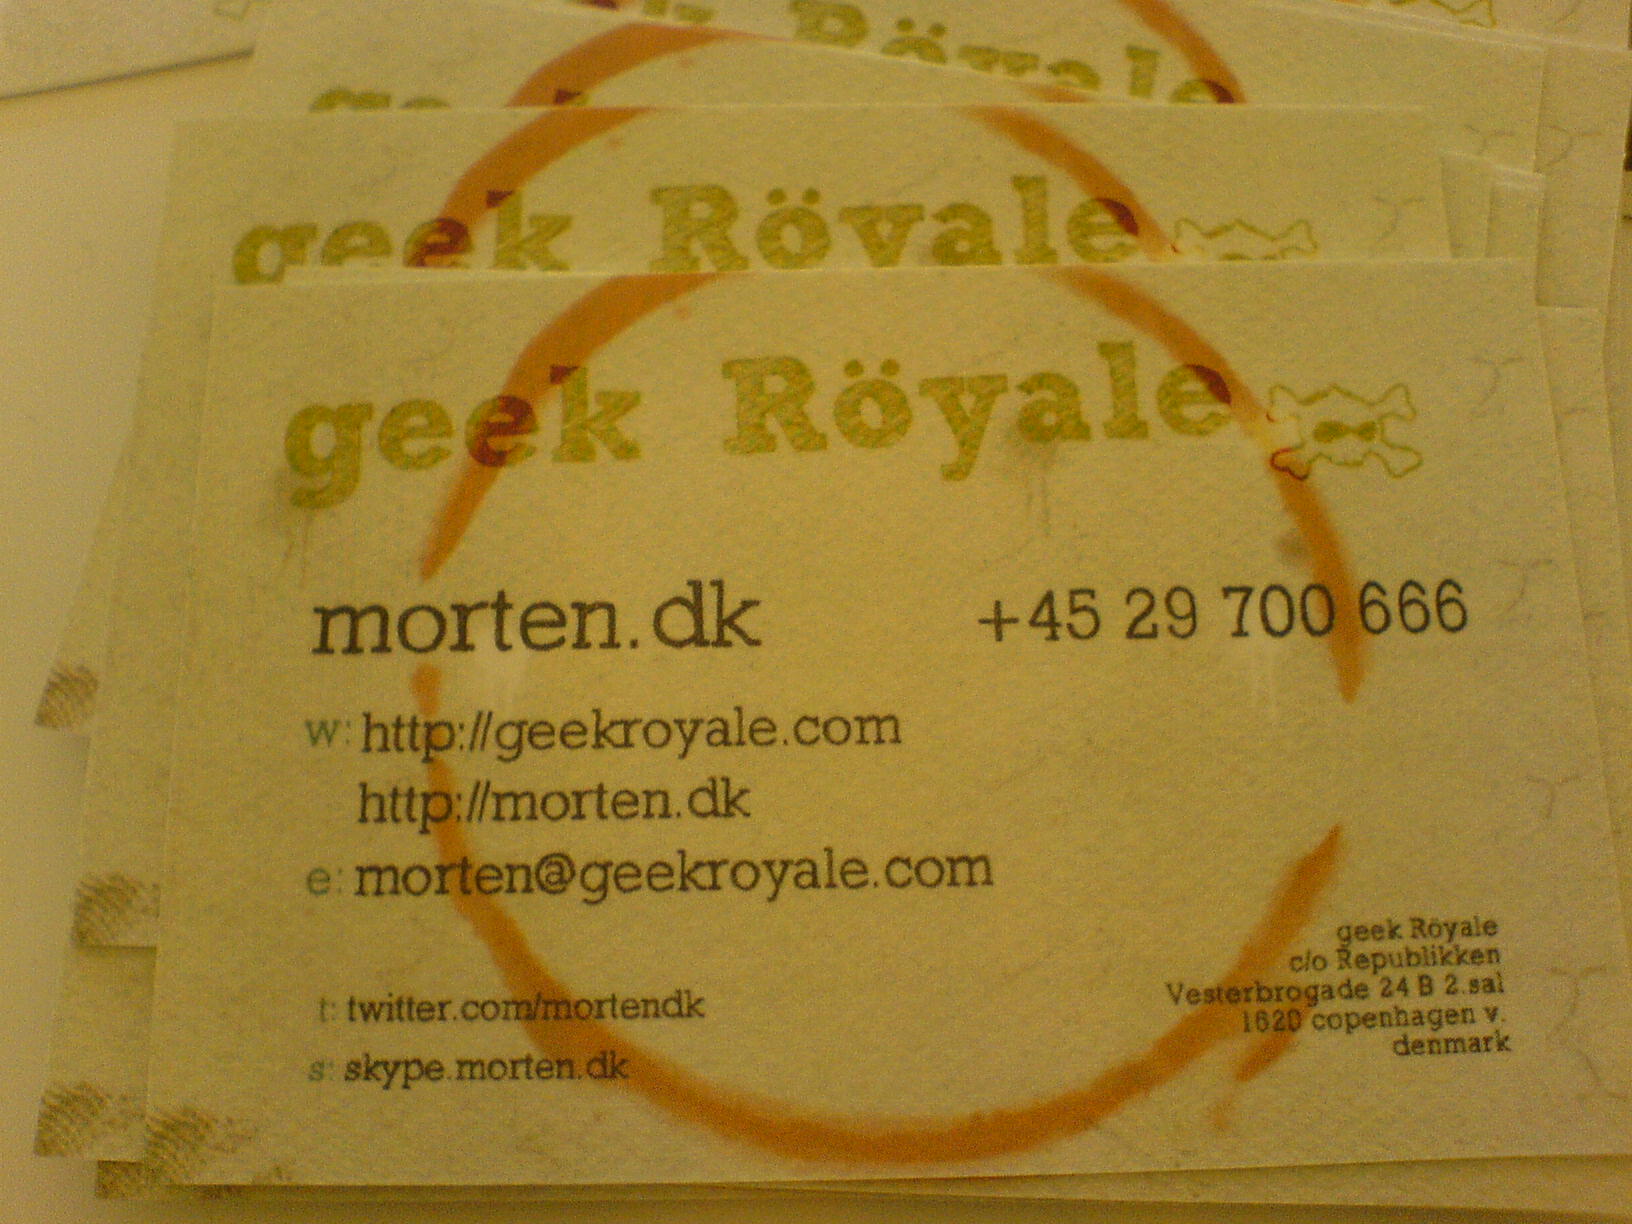 Röyale
geek Röyale
geek Röyale
morten.dk +45 29 700 666
w: http://geekroyale.com
http://morten.dk
e: morten@geekroyale.com
t: twitter.com/mortendk
s: skype.morten.dk
geek Röyale
c/o Republikken
Vesterbrogade 24 B 2.sal
1620 copenhagen v.
denmark